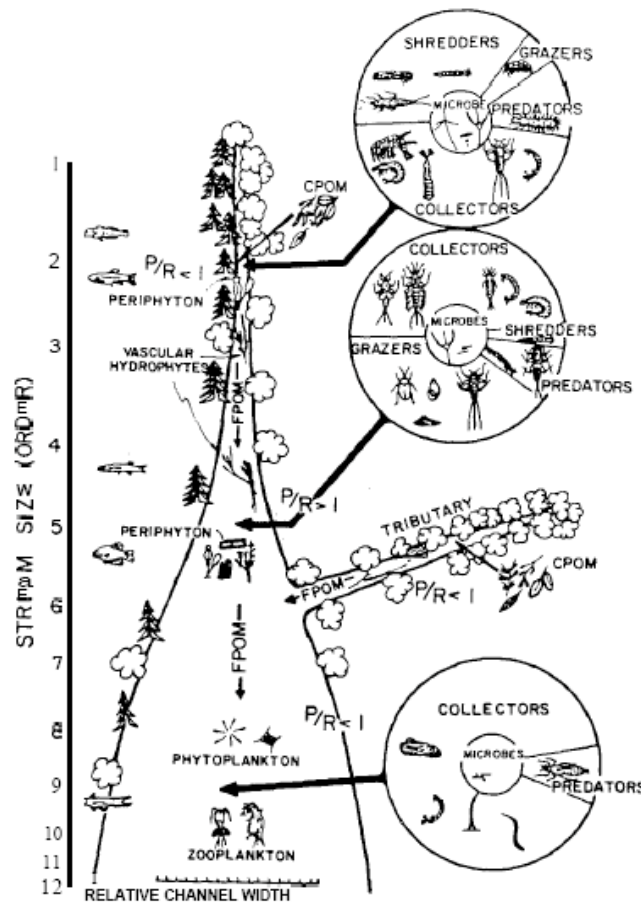 SHREDDERS
GRAZERS
MICROBES
PREDATORS
COLLECTORS
1
CPOM
2
P/R < 1
PERIPHYTON
COLLECTORS
MICROBES
SHREDDERS
GRAZERS
PREDATORS
3
VASCULAR
HYDROPHYTES
FPOM
4
P/R > 1
5
PERIPHYTON
TRIBUTARY
CPOM
FPOM
P/R < 1
6
FPOM
7
P/R < 1
8
PHYTOPLANKTON
COLLECTORS
MICROBES
PREDATORS
9
10
ZOOPLANKTON
11
12
RELATIVE CHANNEL WIDTH